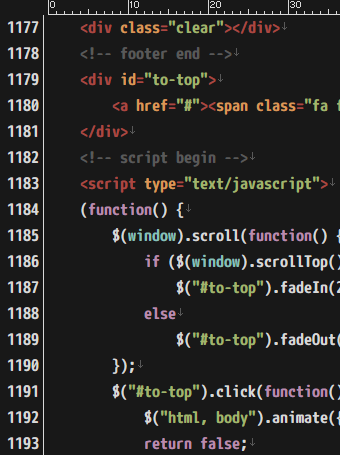 0 10 20 30
1177 <div class="clear"></div>↓
1178 <!-- footer end -->↓
1179 <div id="to-top">↓
1180 <a href="#"><span class="fa f
1181 </div>↓
1182 <!-- script begin -->↓
1183 <script type="text/javascript">↓
1184 (function() {↓
1185 $(window).scroll(function() {
1186 if ($(window).scrollTop()
1187 $("#to-top").fadeIn(2
1188 else↓
1189 $("#to-top").fadeOut(
1190 });↓
1191 $("#to-top").click(function()
1192 $("html, body").animate({
1193 return false;↓